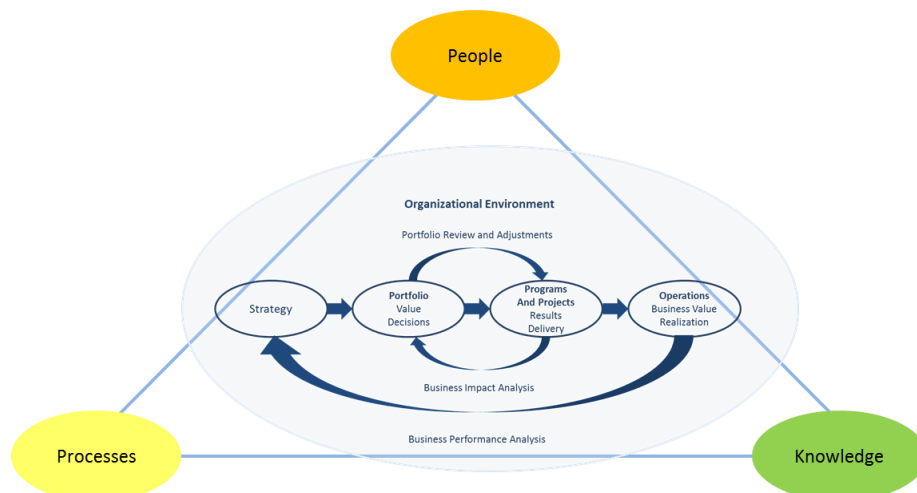 People
Organizational Environment
Portfolio Review and Adjustments
Strategy
Portfolio
Value
Decisions
Programs
And Projects
Results
Delivery
Operations
Business Value
Realization
Business Impact Analysis
Business Performance Analysis
Processes
Knowledge